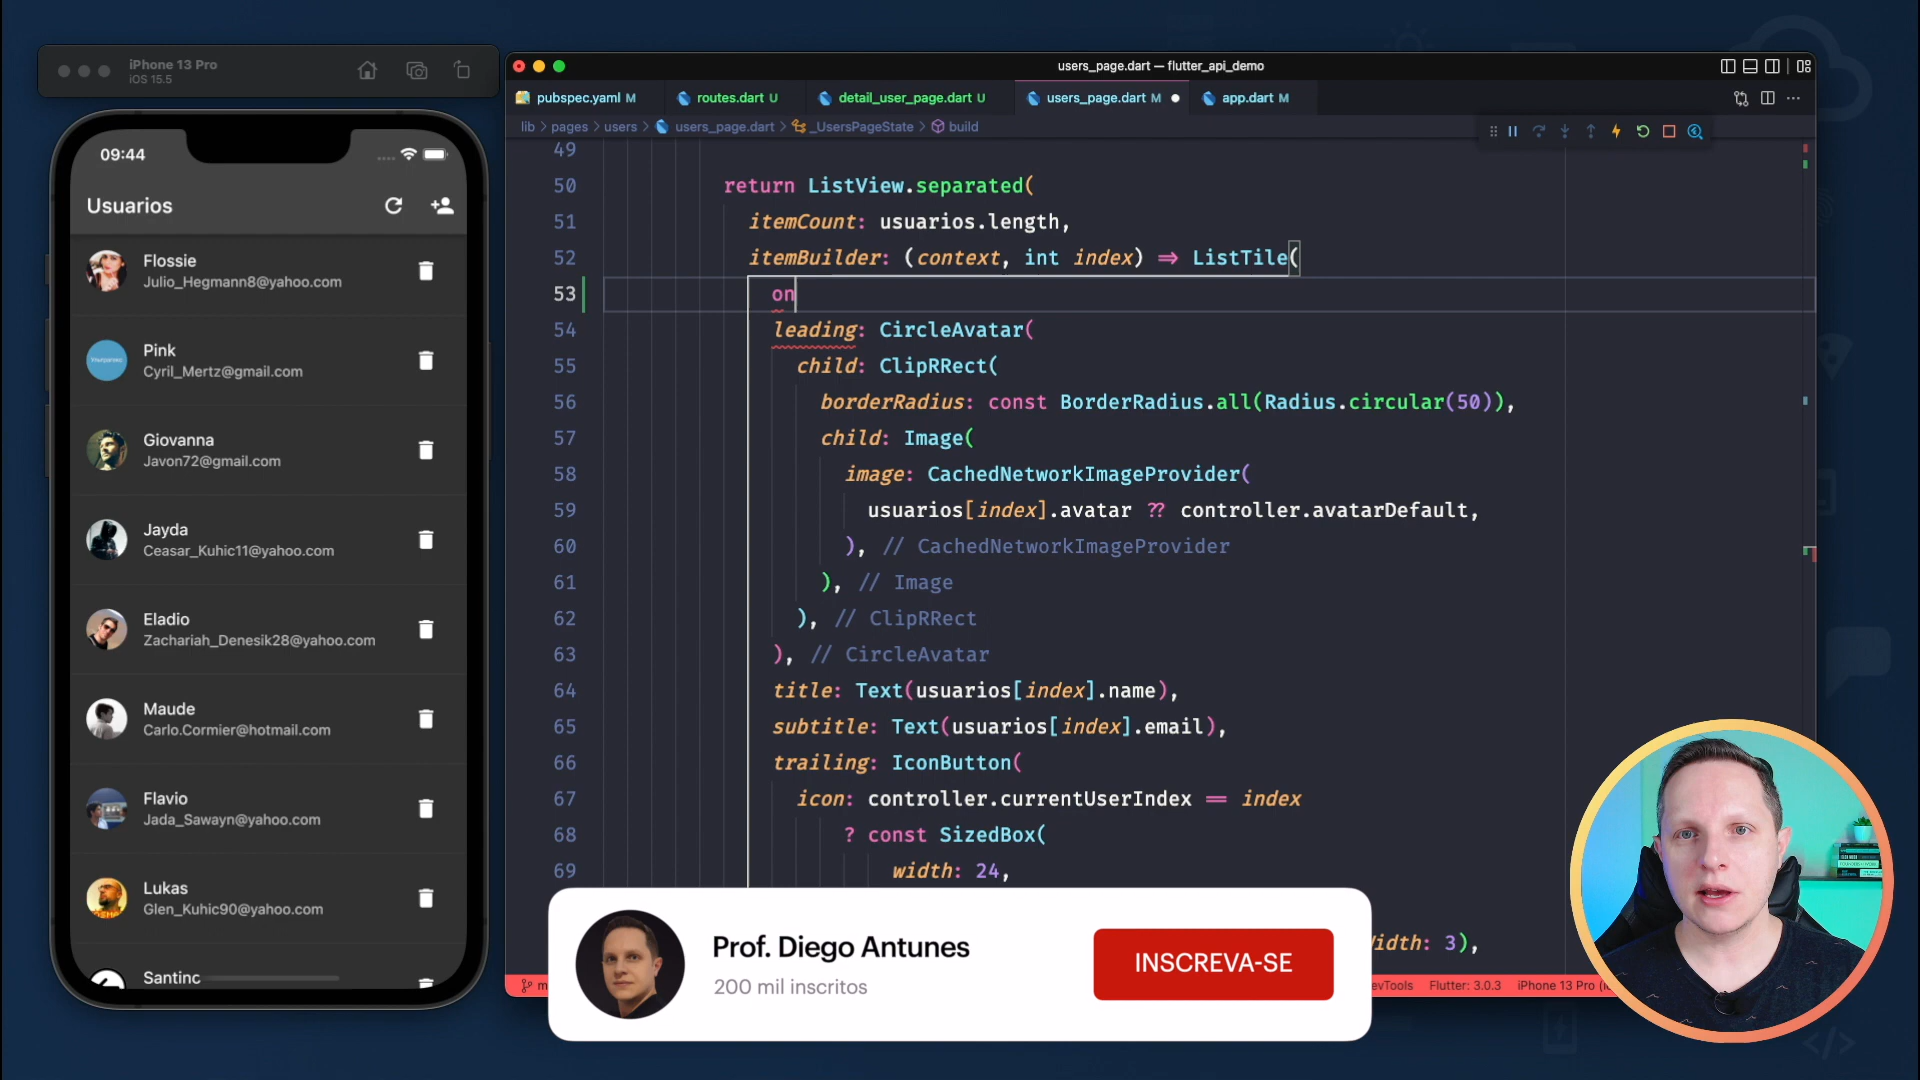 iPhone 13 Pro
iOS 15.5
09:44
Usuarios
Flossie
Julio_Hegmann8@yahoo.com
Pink
Cyril_Mertz@gmail.com
Giovanna
Javon72@gmail.com
Jayda
Ceasar_Kuhic11@yahoo.com
Eladio
Zachariah_Denesik28@yahoo.com
Maude
Carlo.Cormier@hotmail.com
Flavio
Jada_Sawayn@yahoo.com
Lukas
Glen_Kuhic90@yahoo.com
Santino
users_page.dart — flutter_api_demo
pubspec.yaml M
routes.dart U
detail_user_page.dart U
users_page.dart M
app.dart M
lib > pages > users > users_page.dart > _UsersPageState > build
49
50 return ListView.separated(
51 itemCount: usuarios.length,
52 itemBuilder: (context, int index) => ListTile(
53 on
54 leading: CircleAvatar(
55 child: ClipRRect(
56 borderRadius: const BorderRadius.all(Radius.circular(50)),
57 child: Image(
58 image: CachedNetworkImageProvider(
59 usuarios[index].avatar ?? controller.avatarDefault,
60 ), // CachedNetworkImageProvider
61 ), // Image
62 ), // ClipRRect
63 ), // CircleAvatar
64 title: Text(usuarios[index].name),
65 subtitle: Text(usuarios[index].email),
66 trailing: IconButton(
67 icon: controller.currentUserIndex == index
68 ? const SizedBox(
69 width: 24,
idth: 3),
m
evTools Flutter: 3.0.3 iPhone 13 Pro (i
Prof. Diego Antunes
200 mil inscritos
INSCREVA-SE